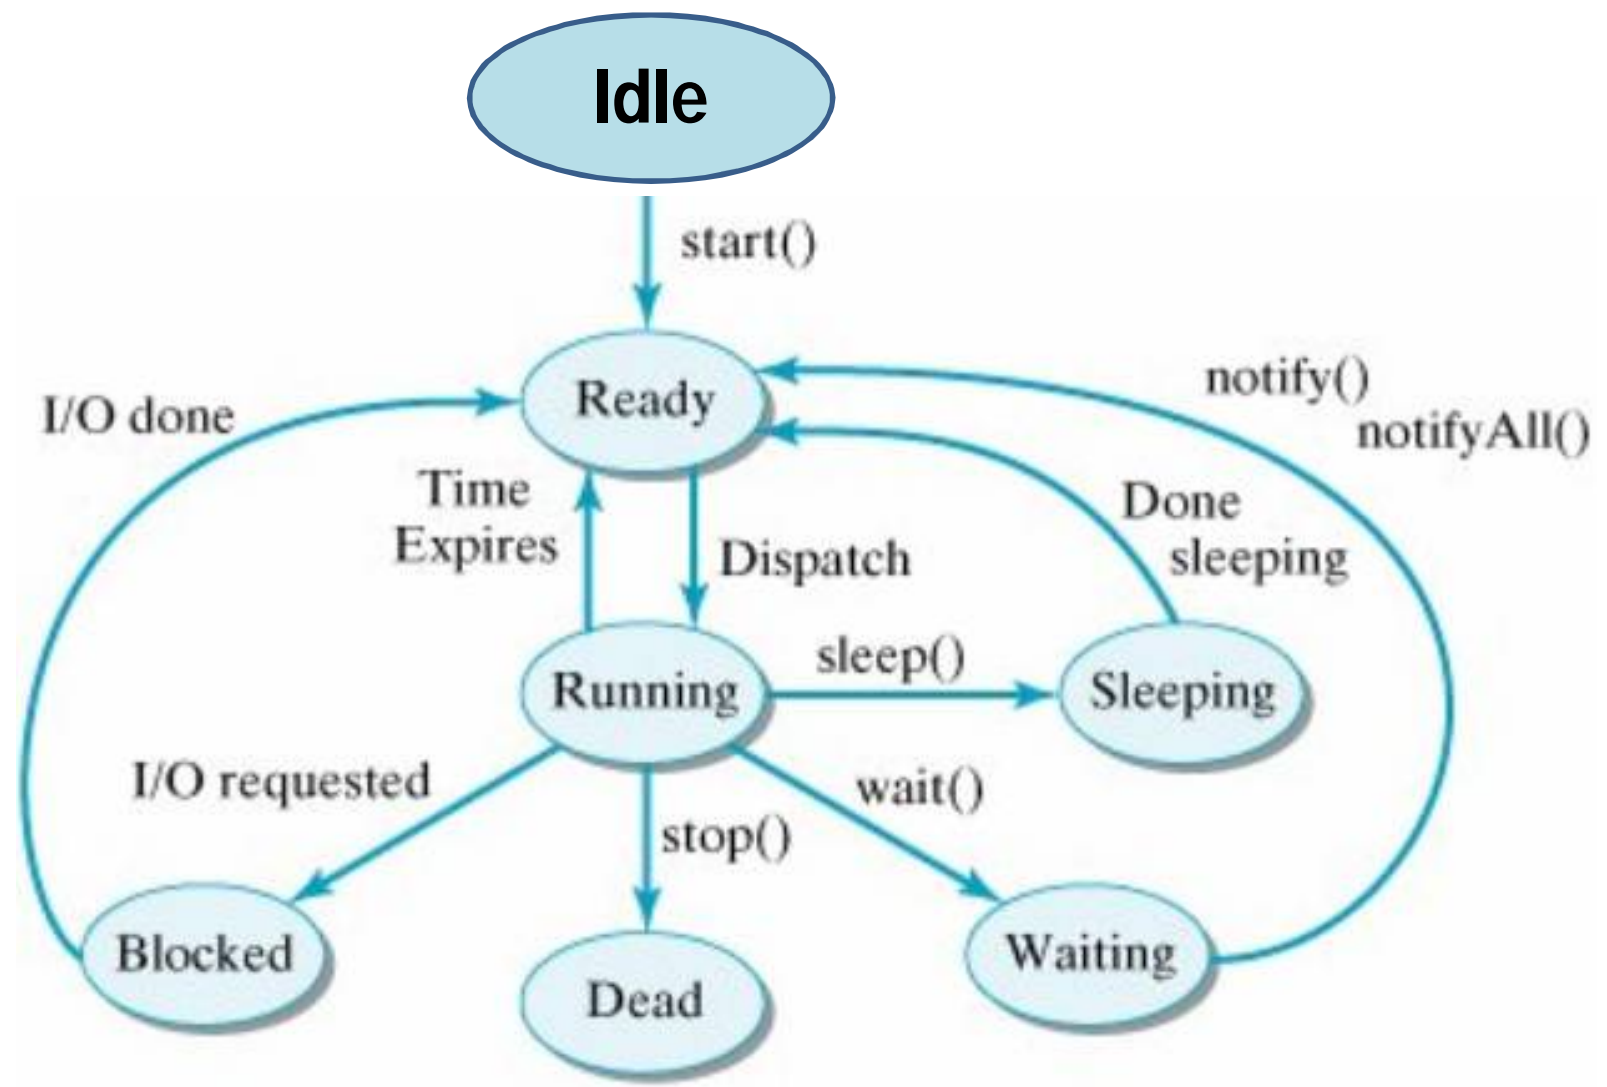 Idle
start()
Ready
notify()
notifyAll()
I/O done
Time
Expires
Dispatch
Done
sleeping
Running
sleep()
Sleeping
I/O requested
stop()
wait()
Blocked
Dead
Waiting